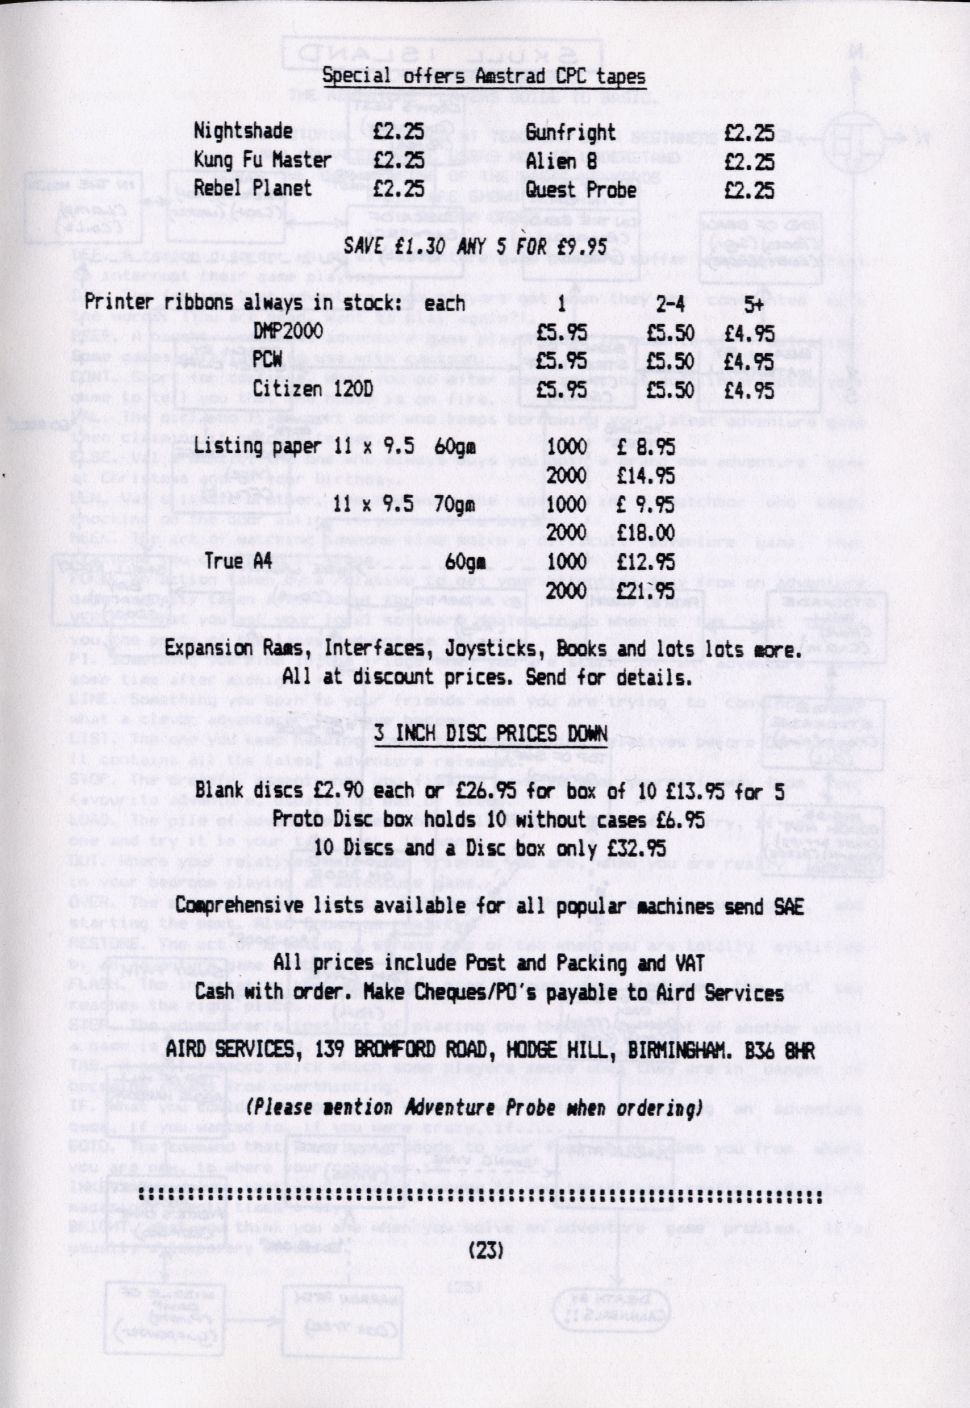 Special offers Amstrad CPC tapes
Nightshade £2.25 Gunfright £2.25
Kung Fu Master £2.25 Alien 8 £2.25
Rebel Planet £2.25 Quest Probe £2.25
SAVE £1.30 ANY 5 FOR £9.95
Printer ribbons always in stock: each 1 2-4 5+
DMP2000 £5.95 £5.50 £4.95
PCW £5.95 £5.50 £4.95
Citizen 120D £5.95 £5.50 £4.95
Listing paper 11 x 9.5 60gm 1000 £ 8.95
2000 £14.95
11 x 9.5 70gm 1000 £ 9.95
2000 £18.00
True A4 60gm 1000 £12.95
2000 £21.95
Expansion Rams, Interfaces, Joysticks, Books and lots lots more.
All at discount prices. Send for details.
3 INCH DISC PRICES DOWN
Blank discs £2.90 each or £26.95 for box of 10 £13.95 for 5
Proto Disc box holds 10 without cases £6.95
10 Discs and a Disc box only £32.95
Comprehensive lists available for all popular machines send SAE
All prices include Post and Packing and VAT
Cash with order. Make Cheques/PO's payable to Aird Services
AIRD SERVICES, 139 BROMFORD ROAD, HODGE HILL, BIRMINGHAM. B36 8HR
(Please mention Adventure Probe when ordering)
(23)